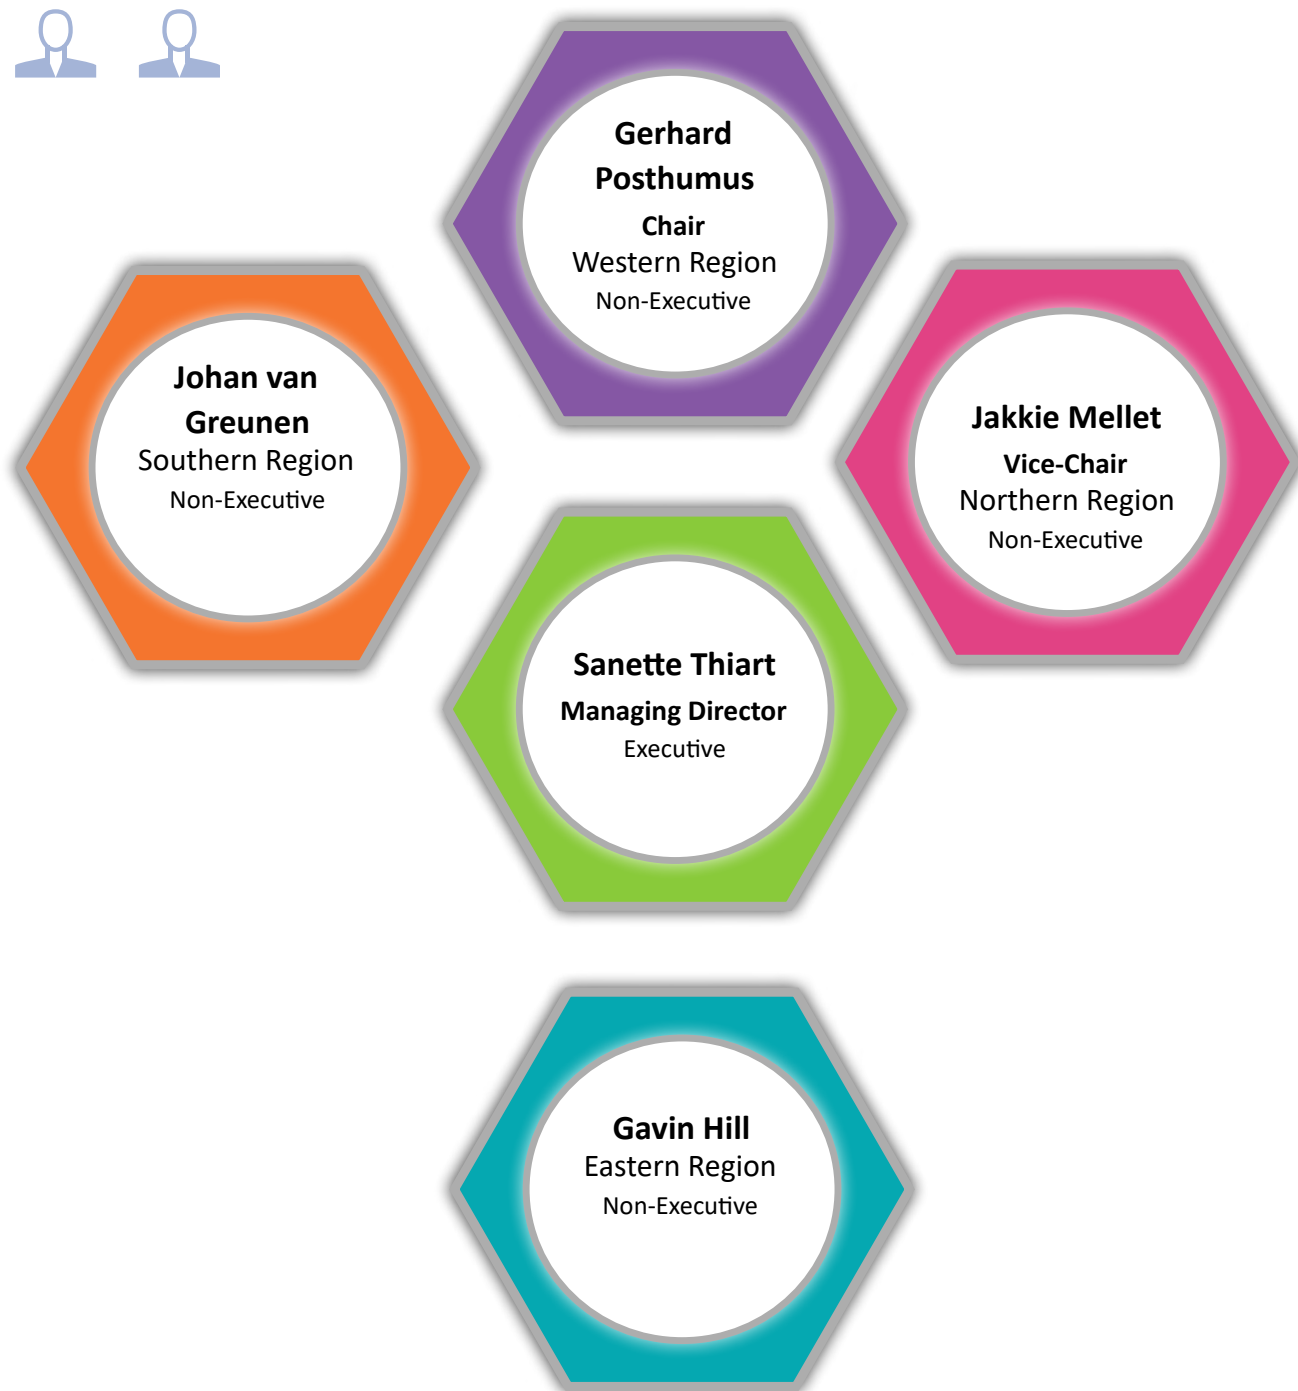 Gerhard
Posthumus
Chair
Western Region
Non-Executive
Johan van
Greunen
Southern Region
Non-Executive
Jakkie Mellet
Vice-Chair
Northern Region
Non-Executive
Sanette Thiart
Managing Director
Executive
Gavin Hill
Eastern Region
Non-Executive